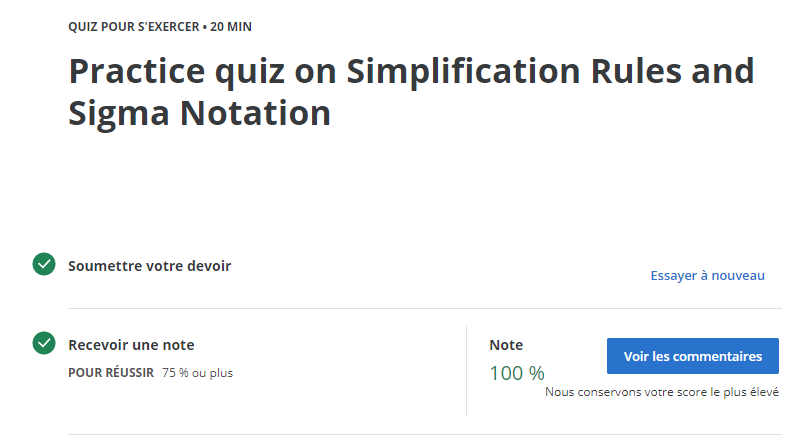 QUIZ POUR S'EXERCER • 20 MIN
Practice quiz on Simplification Rules and
Sigma Notation
Soumettre votre devoir
Essayer à nouveau
Recevoir une note
POUR RÉUSSIR 75 % ou plus
Note
100 %
Voir les commentaires
Nous conservons votre score le plus élevé